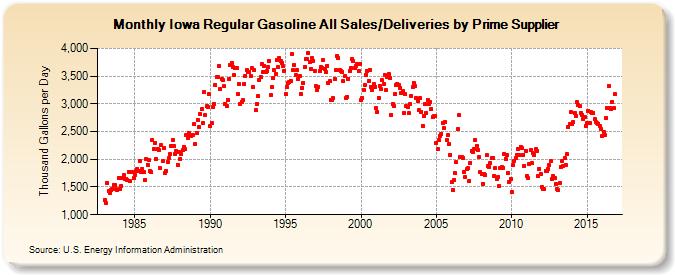 Monthly Iowa Regular Gasoline All Sales/Deliveries by Prime Supplier
Thousand Gallons per Day
4,000
3,500
3,000
2,500
2,000
1,500
1,000
1985 1990 1995 2000 2005 2010 2015
Source: U.S. Energy Information Administration